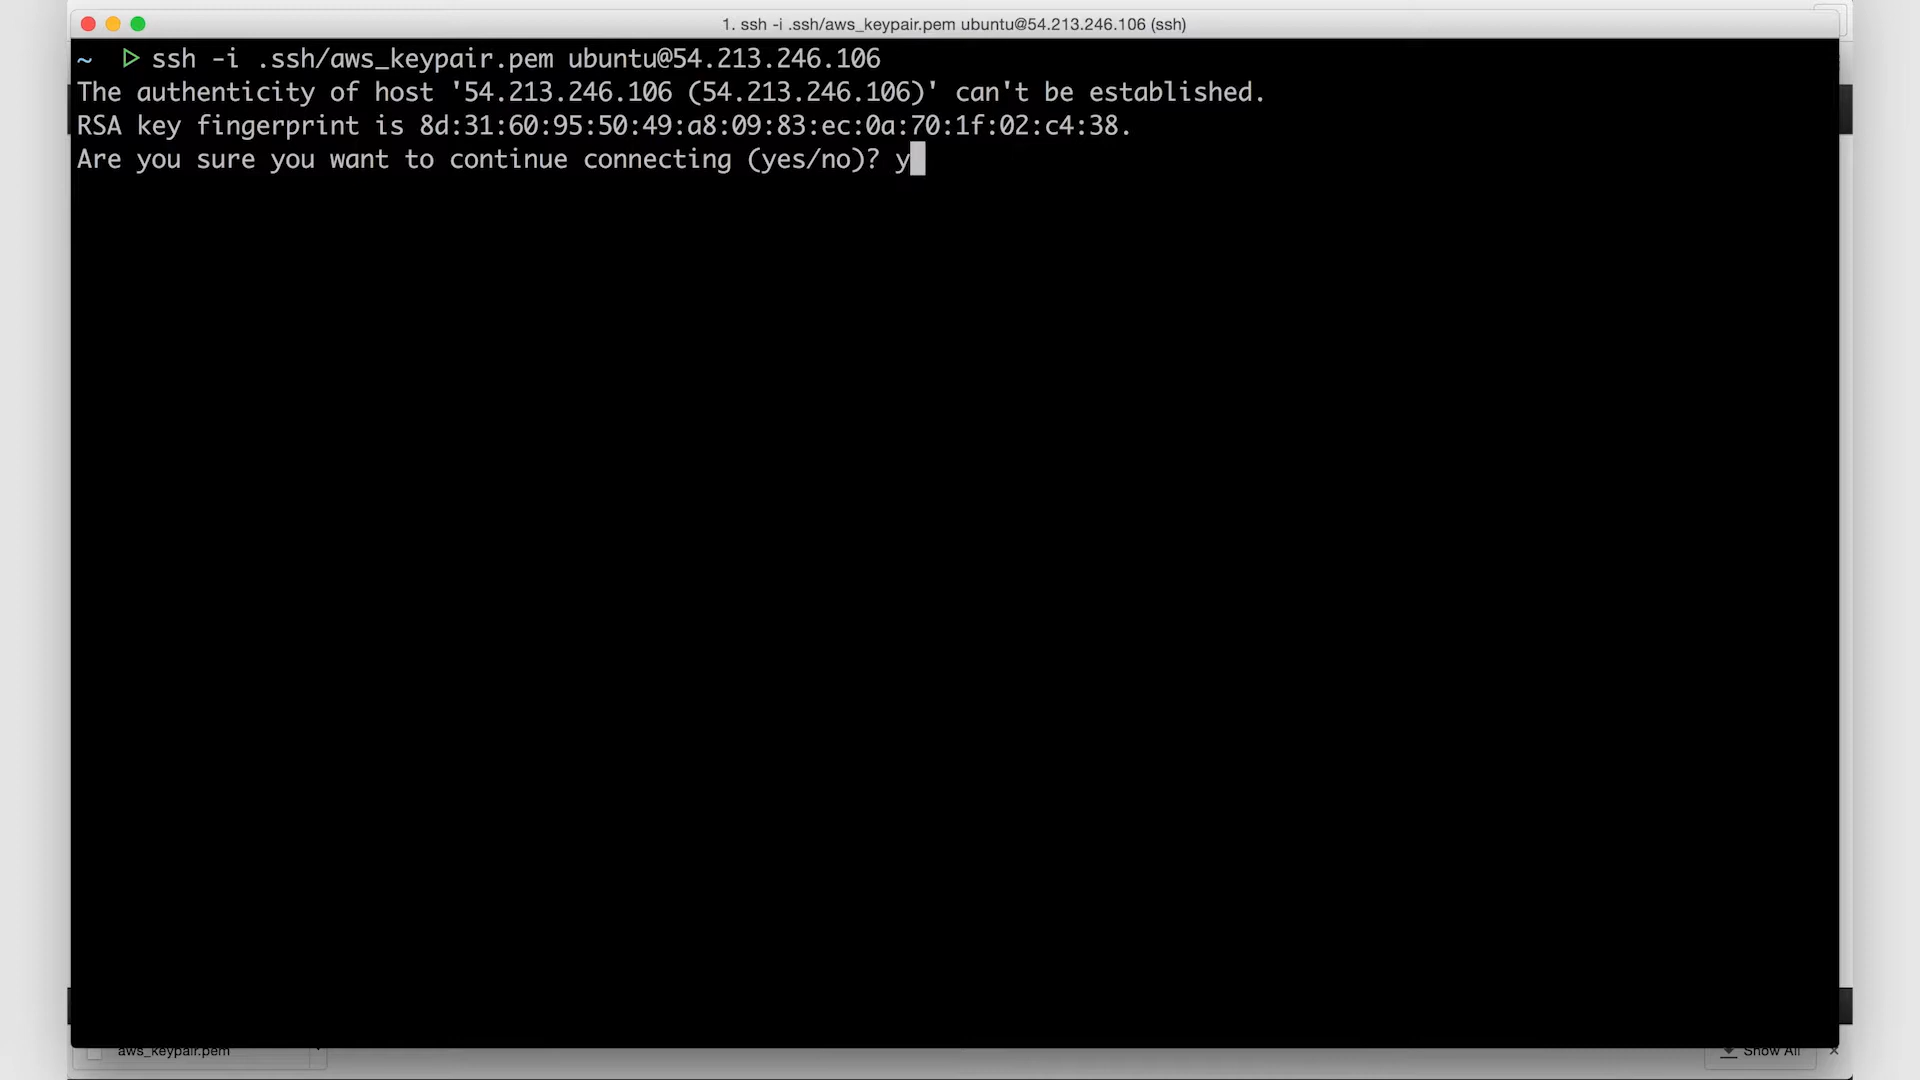 1. ssh -i .ssh/aws_keypair.pem ubuntu@54.213.246.106 (ssh)
~ ▷ ssh -i .ssh/aws_keypair.pem ubuntu@54.213.246.106
The authenticity of host '54.213.246.106 (54.213.246.106)' can't be established.
RSA key fingerprint is 8d:31:60:95:50:49:a8:09:83:ec:0a:70:1f:02:c4:38.
Are you sure you want to continue connecting (yes/no)? y
aws_keypair.pem
Show All